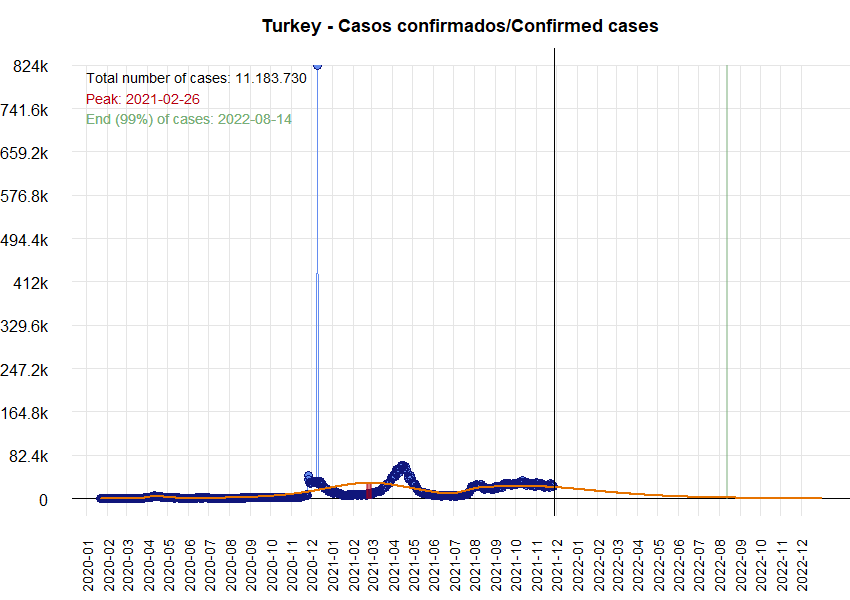 Turkey - Casos confirmados/Confirmed cases
824k
741.6k
659.2k
576.8k
494.4k
412k
329.6k
247.2k
164.8k
82.4k
0
Total number of cases: 11.183.730
Peak: 2021-02-26
End (99%) of cases: 2022-08-14
2020-01
2020-02
2020-03
2020-04
2020-05
2020-06
2020-07
2020-08
2020-09
2020-10
2020-11
2020-12
2021-01
2021-02
2021-03
2021-04
2021-05
2021-06
2021-07
2021-08
2021-09
2021-10
2021-11
2021-12
2022-01
2022-02
2022-03
2022-04
2022-05
2022-06
2022-07
2022-08
2022-09
2022-10
2022-11
2022-12